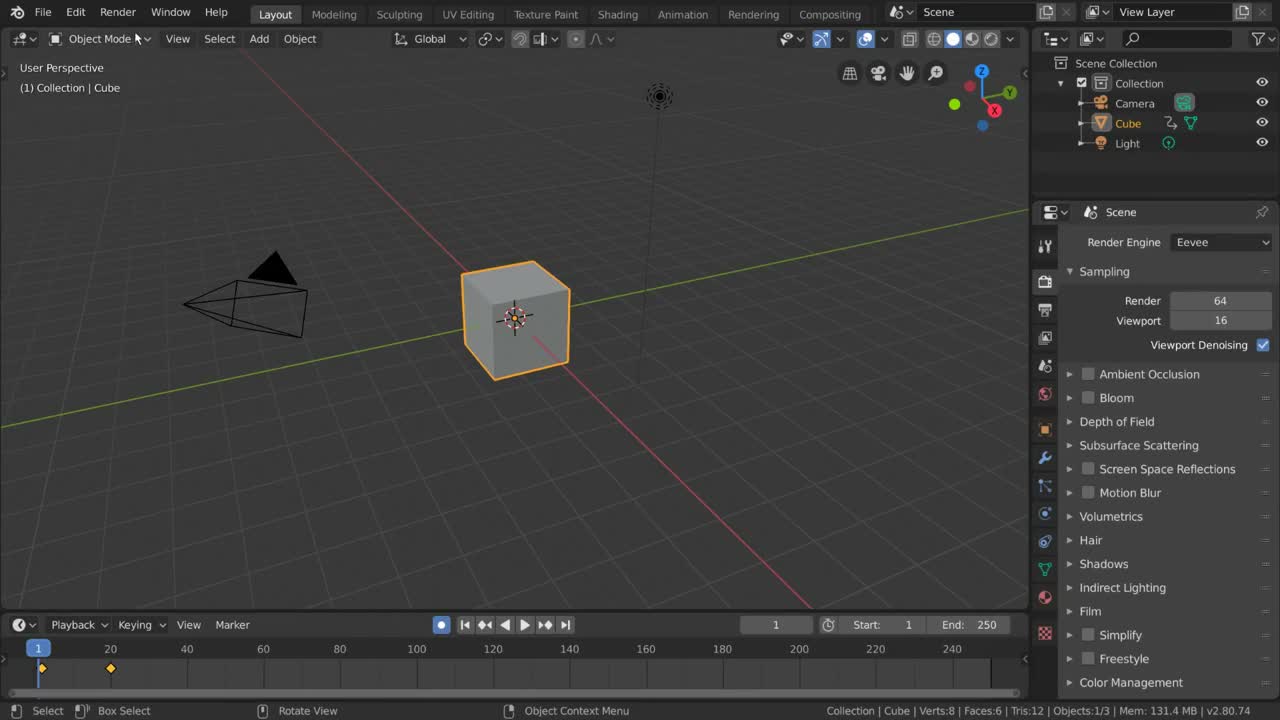 File Edit Render Window Help Layout Modeling Sculpting UV Editing Texture Paint Shading Animation Rendering Compositing Scene View Layer
Object Mode View Select Add Object Global
User Perspective
(1) Collection | Cube
Z
Y
X
Scene Collection
Collection
Camera
Cube
Light
Scene
Render Engine Eevee
Sampling
Render 64
Viewport 16
Viewport Denoising
Ambient Occlusion
Bloom
Depth of Field
Subsurface Scattering
Screen Space Reflections
Motion Blur
Volumetrics
Hair
Shadows
Indirect Lighting
Film
Simplify
Freestyle
Color Management
Playback Keying View Marker 1 Start: 1 End: 250
1 20 40 60 80 100 120 140 160 180 200 220 240
Select Box Select Rotate View Object Context Menu Collection | Cube | Verts:8 | Faces:6 | Tris:12 | Objects:1/3 | Mem: 131.4 MB | v2.80.74